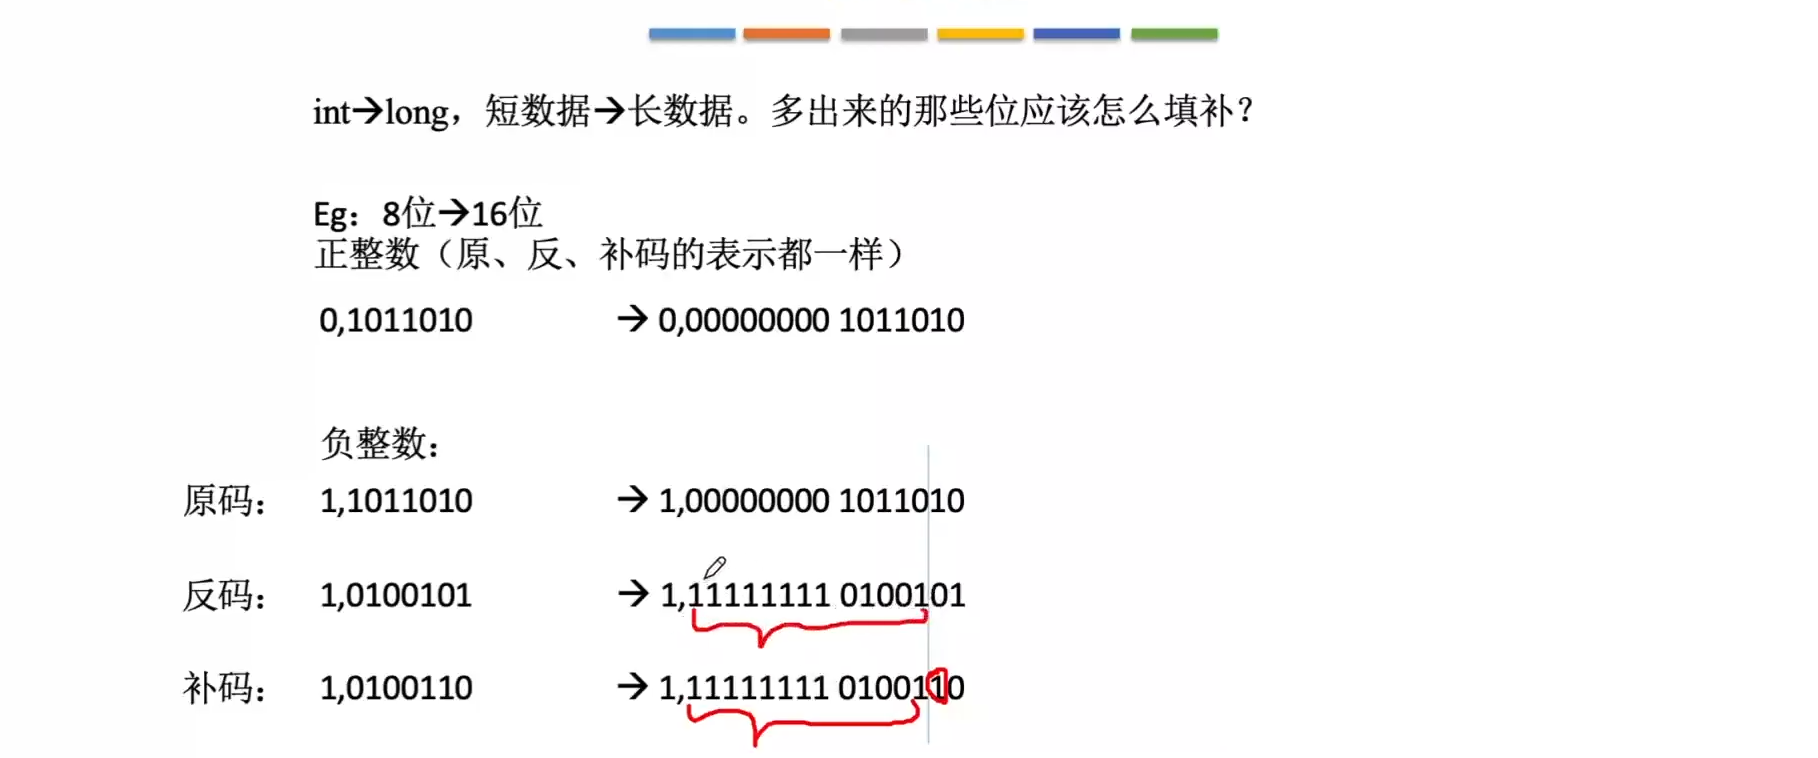 int→long，短数据→长数据。多出来的那些位应该怎么填补？
Eg：8位→16位
正整数（原、反、补码的表示都一样）
0,1011010 → 0,00000000 1011010
负整数：
原码： 1,1011010 → 1,00000000 1011010
反码： 1,0100101 → 1,11111111 0100101
补码： 1,0100110 → 1,11111111 0100110